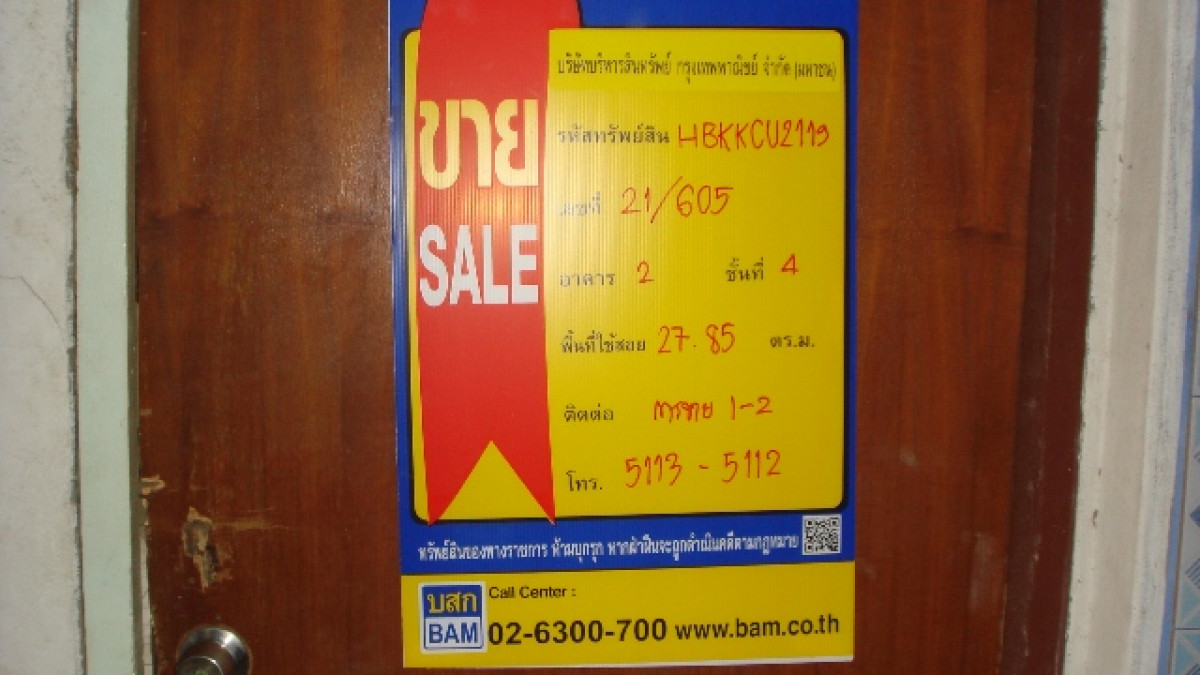 บริษัทบริหารสินทรัพย์ กรุงเทพพาณิชย์ จำกัด (มหาชน)
ขาย
SALE
รหัสทรัพย์สิน HBKKCU2119
เลขที่ 21/605
อาคาร 2 ชั้นที่ 4
พื้นที่ใช้สอย 27.85 ตร.ม.
ติดต่อ 1-2
โทร. 5113 - 5112
ทรัพย์สินของทางราชการ ห้ามบุกรุก หากฝ่าฝืนจะถูกดำเนินคดีตามกฎหมาย
บสก
BAM
Call Center :
02-6300-700 www.bam.co.th